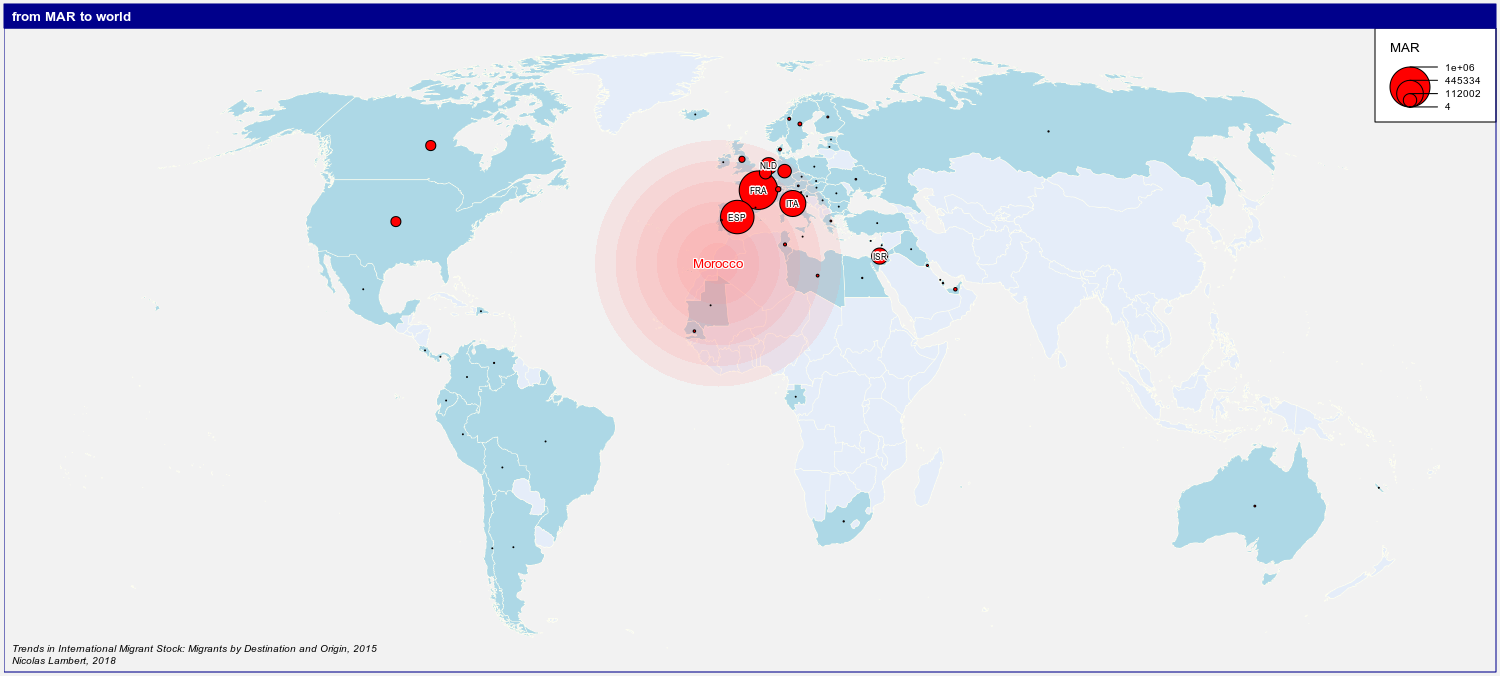 from MAR to world
MAR
1e+06
445334
112002
4
NLD
FRA
ITA
ESP
ISR
Morocco
Trends in International Migrant Stock: Migrants by Destination and Origin, 2015
Nicolas Lambert, 2018